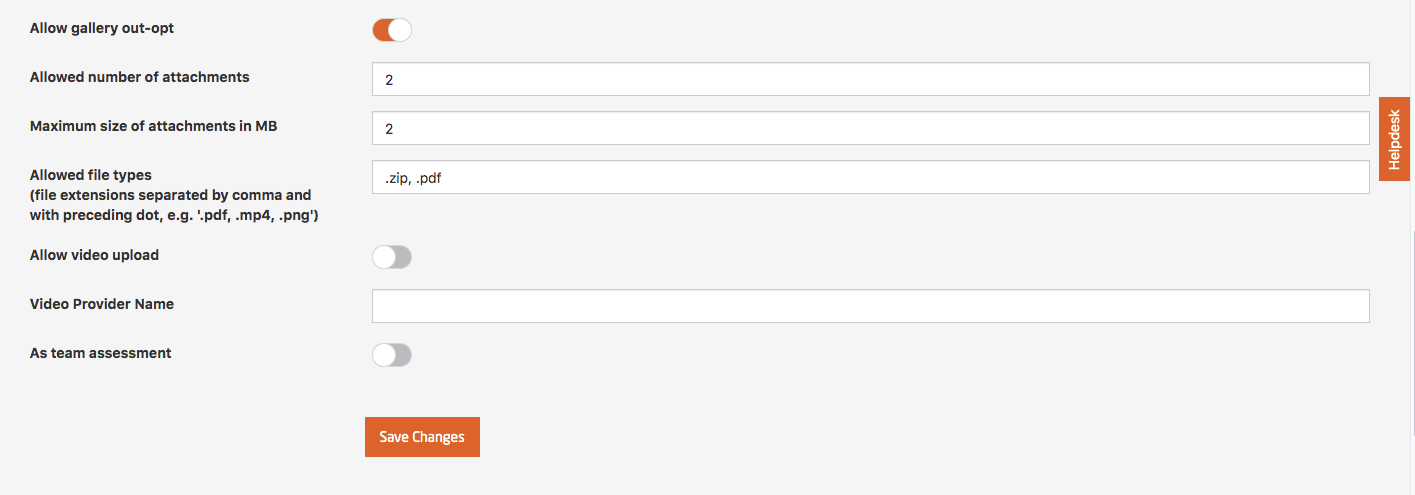 Allow gallery out-opt
Allowed number of attachments
2
Maximum size of attachments in MB
2
Allowed file types
(file extensions separated by comma and
with preceding dot, e.g. '.pdf, .mp4, .png')
.zip, .pdf
Allow video upload
Video Provider Name
As team assessment
Save Changes
Helpdesk